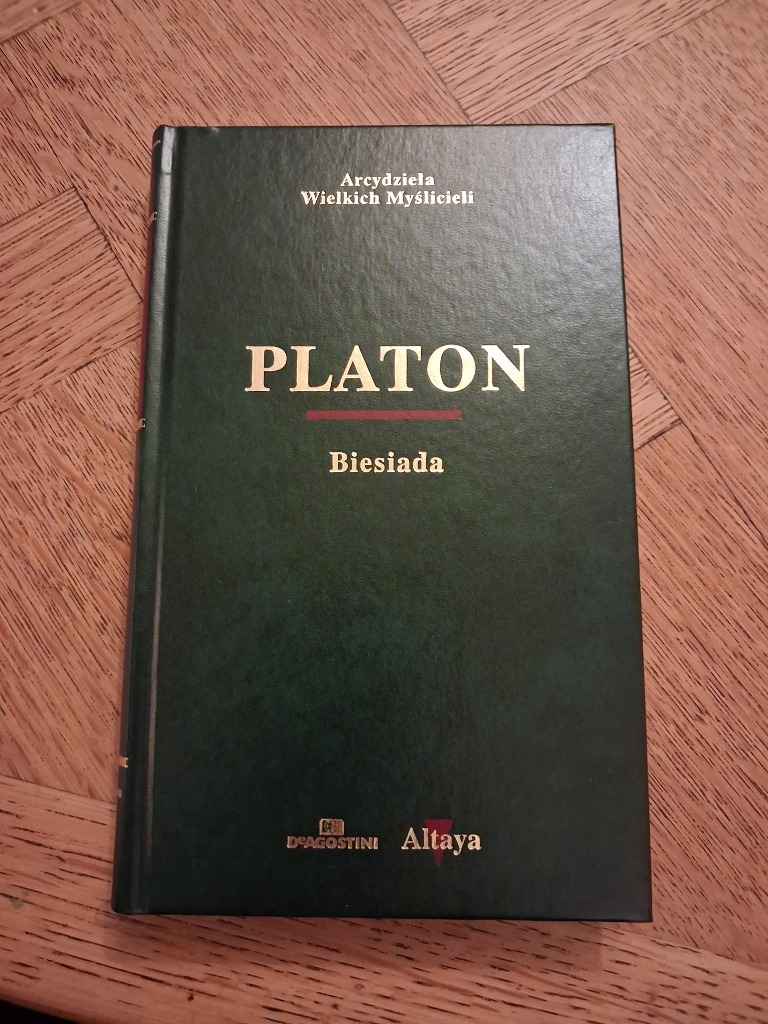 Arcydzieła
Wielkich Myślicieli
PLATON
Biesiada
DeAGOSTINI
Altaya